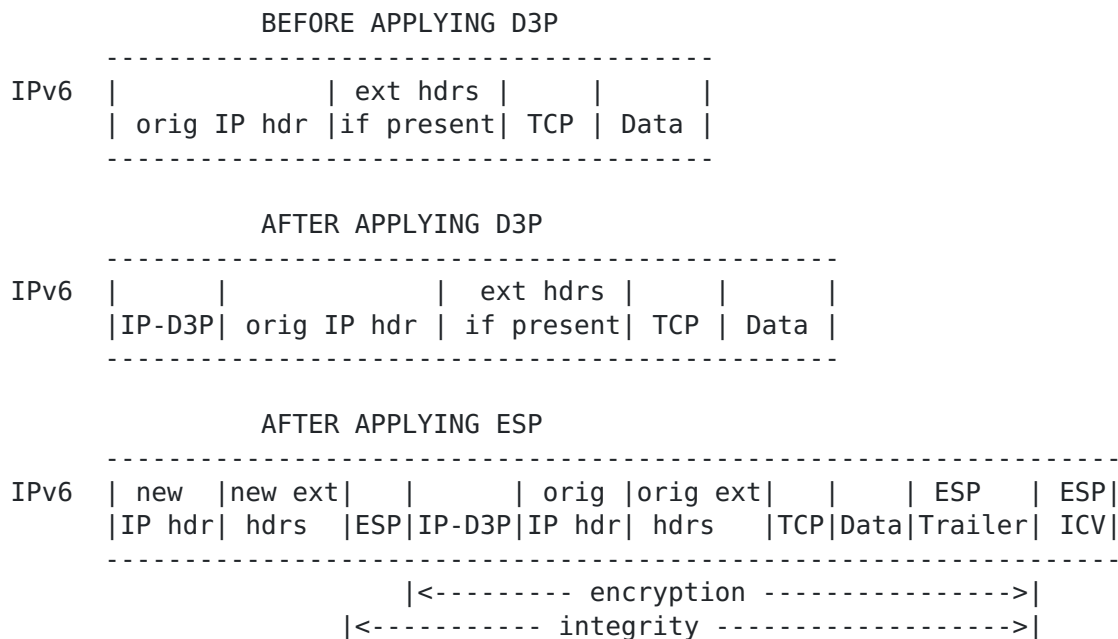 BEFORE APPLYING D3P
      ---------------------------------------
IPv6  |             | ext hdrs |     |      |
      | orig IP hdr |if present| TCP | Data |
      ---------------------------------------

                AFTER APPLYING D3P
      -----------------------------------------------
IPv6  |      |             |  ext hdrs |     |      |
      |IP-D3P| orig IP hdr | if present| TCP | Data |
      -----------------------------------------------

                AFTER APPLYING ESP
      -----------------------------------------------------------------
IPv6  | new  |new ext|   |      | orig |orig ext|   |    | ESP   | ESP|
      |IP hdr| hdrs  |ESP|IP-D3P|IP hdr| hdrs   |TCP|Data|Trailer| ICV|
      -----------------------------------------------------------------
                         |<--------- encryption ---------------->|
                     |<----------- integrity ------------------->|